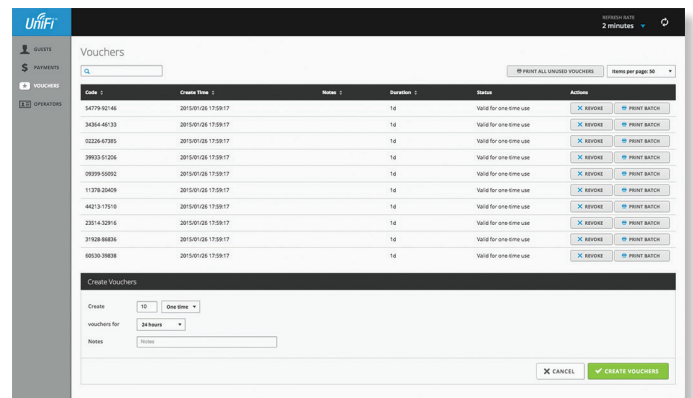 UniFi
REFRESH RATE
2 minutes
GUESTS
PAYMENTS
VOUCHERS
OPERATORS
Vouchers
PRINT ALL UNUSED VOUCHERS Items per page: 50
Code Create Time Notes Duration Status Actions
54779-92146 2015/01/26 17:59:17 1d Valid for one-time use REVOKE PRINT BATCH
34364-46133 2015/01/26 17:59:17 1d Valid for one-time use REVOKE PRINT BATCH
02226-67385 2015/01/26 17:59:17 1d Valid for one-time use REVOKE PRINT BATCH
39933-51206 2015/01/26 17:59:17 1d Valid for one-time use REVOKE PRINT BATCH
09399-55092 2015/01/26 17:59:17 1d Valid for one-time use REVOKE PRINT BATCH
11378-20409 2015/01/26 17:59:17 1d Valid for one-time use REVOKE PRINT BATCH
44213-17510 2015/01/26 17:59:17 1d Valid for one-time use REVOKE PRINT BATCH
23514-32916 2015/01/26 17:59:17 1d Valid for one-time use REVOKE PRINT BATCH
31928-86836 2015/01/26 17:59:17 1d Valid for one-time use REVOKE PRINT BATCH
60530-39838 2015/01/26 17:59:17 1d Valid for one-time use REVOKE PRINT BATCH
Create Vouchers
Create 10 One time
vouchers for 24 hours
Notes Notes
CANCEL CREATE VOUCHERS